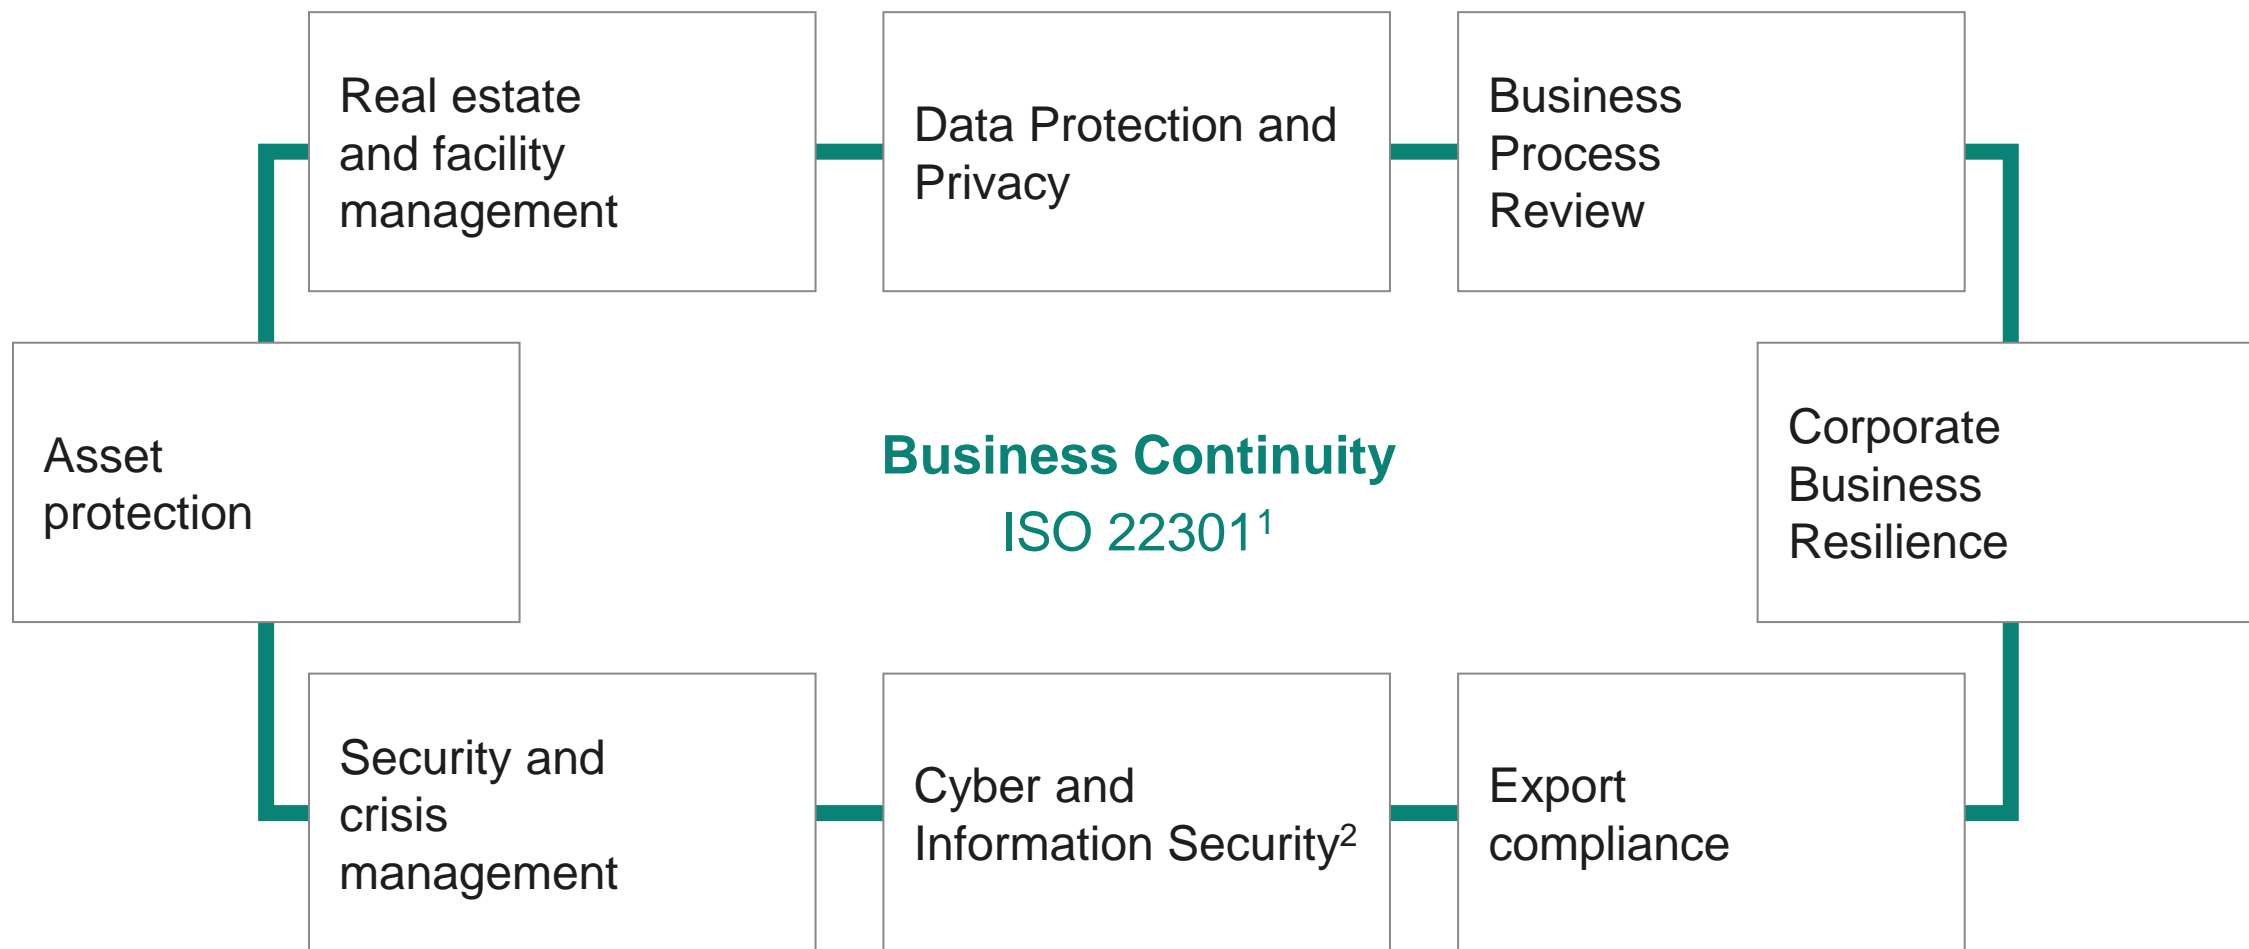 Real estate
and facility
management
Data Protection and
Privacy
Business
Process
Review
Asset
protection
Business Continuity
ISO 22301¹
Corporate
Business
Resilience
Security and
crisis
management
Cyber and
Information Security²
Export
compliance